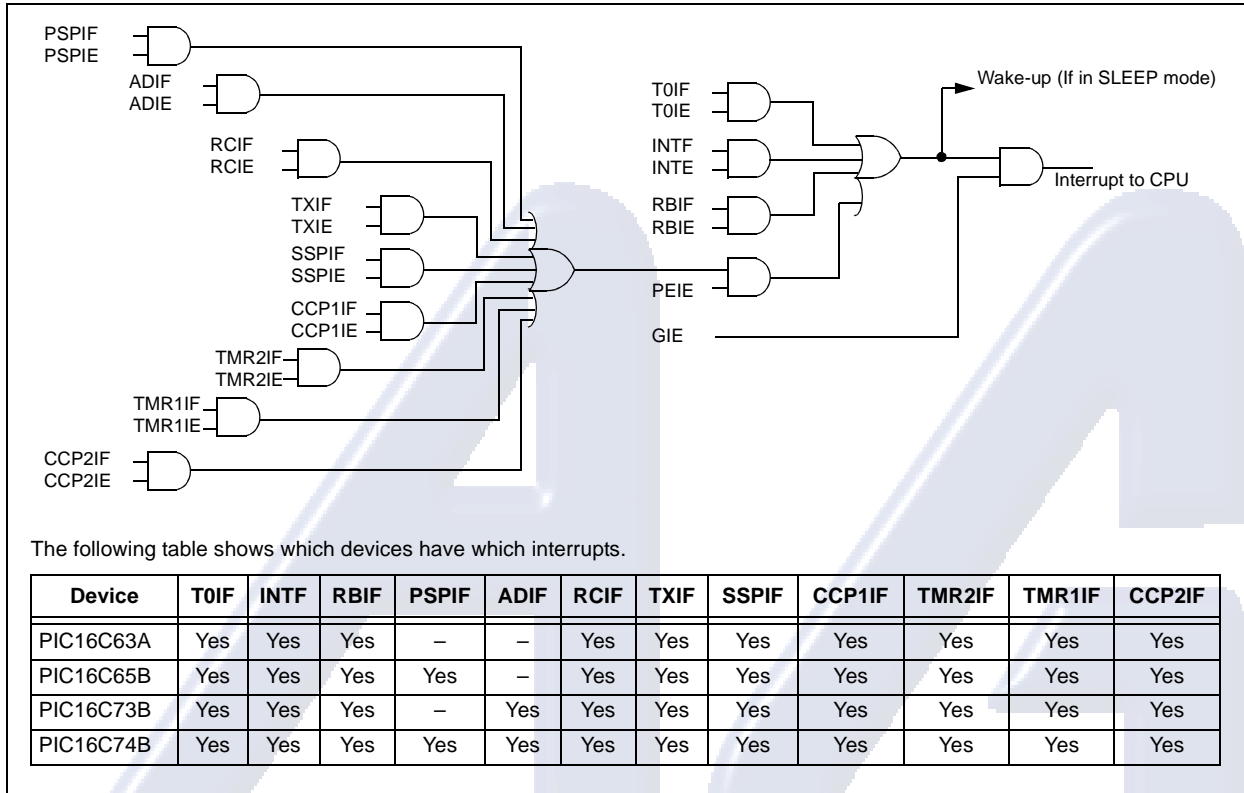 PSPIF
PSPIE
ADIF
ADIE
RCIF
RCIE
TXIF
TXIE
SSPIF
SSPIE
CCP1IF
CCP1IE
TMR2IF
TMR2IE
TMR1IF
TMR1IE
CCP2IF
CCP2IE
T0IF
T0IE
INTF
INTE
RBIF
RBIE
PEIE
GIE
Wake-up (If in SLEEP mode)
Interrupt to CPU
The following table shows which devices have which interrupts.
Device T0IF INTF RBIF PSPIF ADIF RCIF TXIF SSPIF CCP1IF TMR2IF TMR1IF CCP2IF
PIC16C63A Yes Yes Yes – – Yes Yes Yes Yes Yes Yes Yes
PIC16C65B Yes Yes Yes Yes – Yes Yes Yes Yes Yes Yes Yes
PIC16C73B Yes Yes Yes – Yes Yes Yes Yes Yes Yes Yes Yes
PIC16C74B Yes Yes Yes Yes Yes Yes Yes Yes Yes Yes Yes Yes